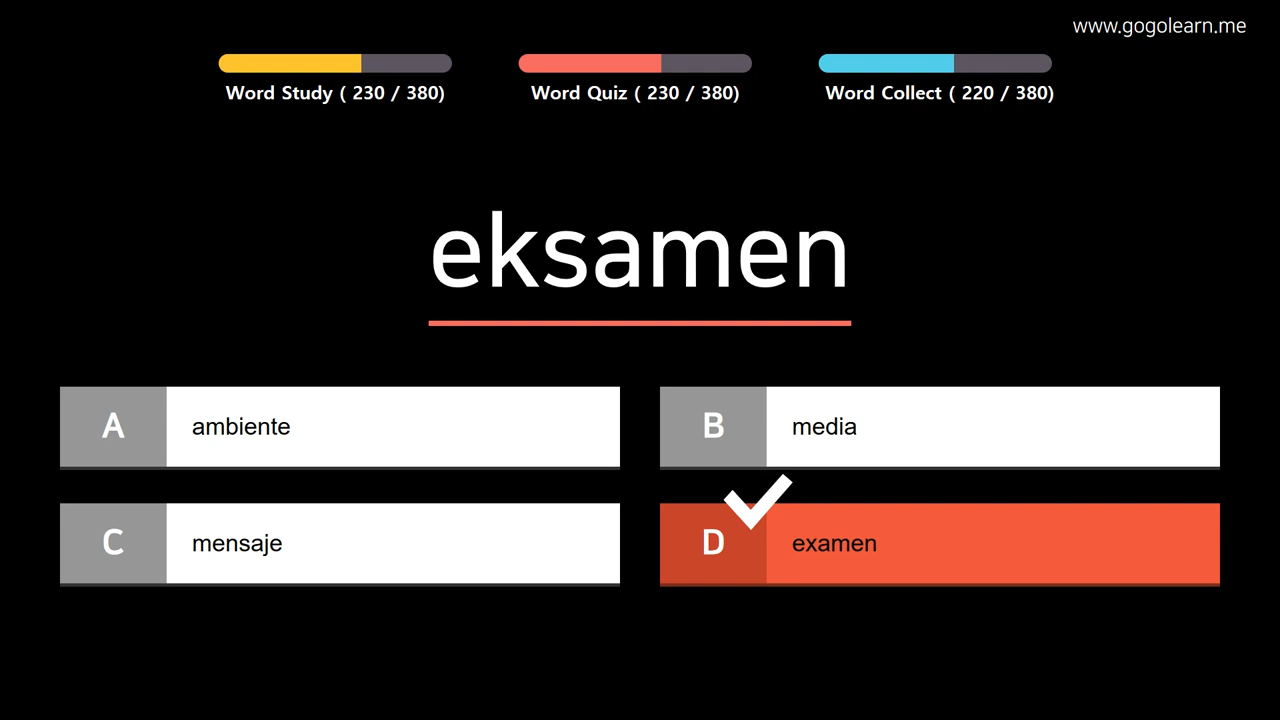 www.gogolearn.me
Word Study ( 230 / 380)
Word Quiz ( 230 / 380)
Word Collect ( 220 / 380)
eksamen
A ambiente
B media
C mensaje
D examen